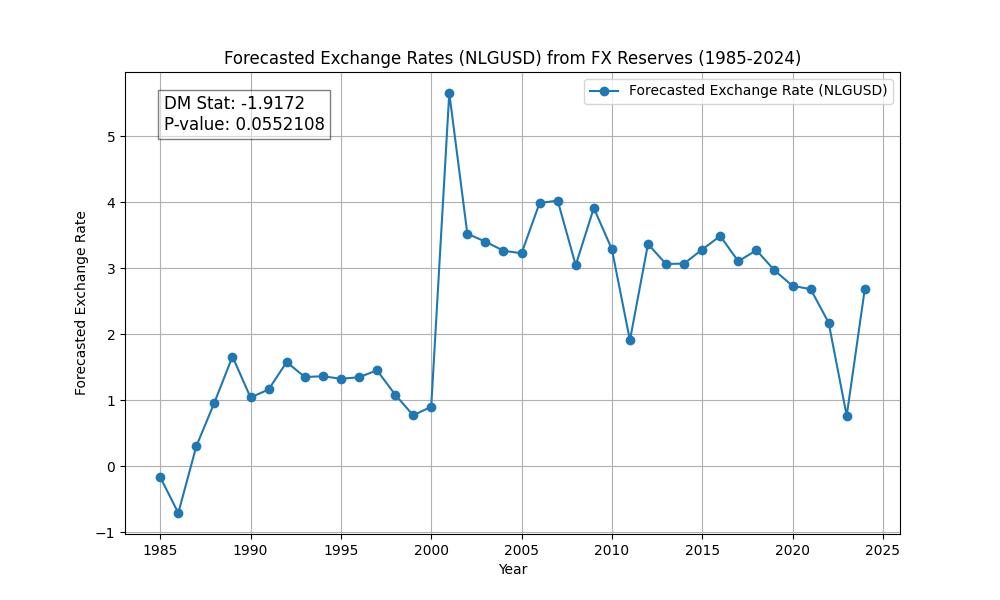 Forecasted Exchange Rates (NLGUSD) from FX Reserves (1985-2024)
DM Stat: -1.9172
P-value: 0.0552108
Forecasted Exchange Rate (NLGUSD)
Forecasted Exchange Rate
5
4
3
2
1
0
−1
1985 1990 1995 2000 2005 2010 2015 2020 2025
Year